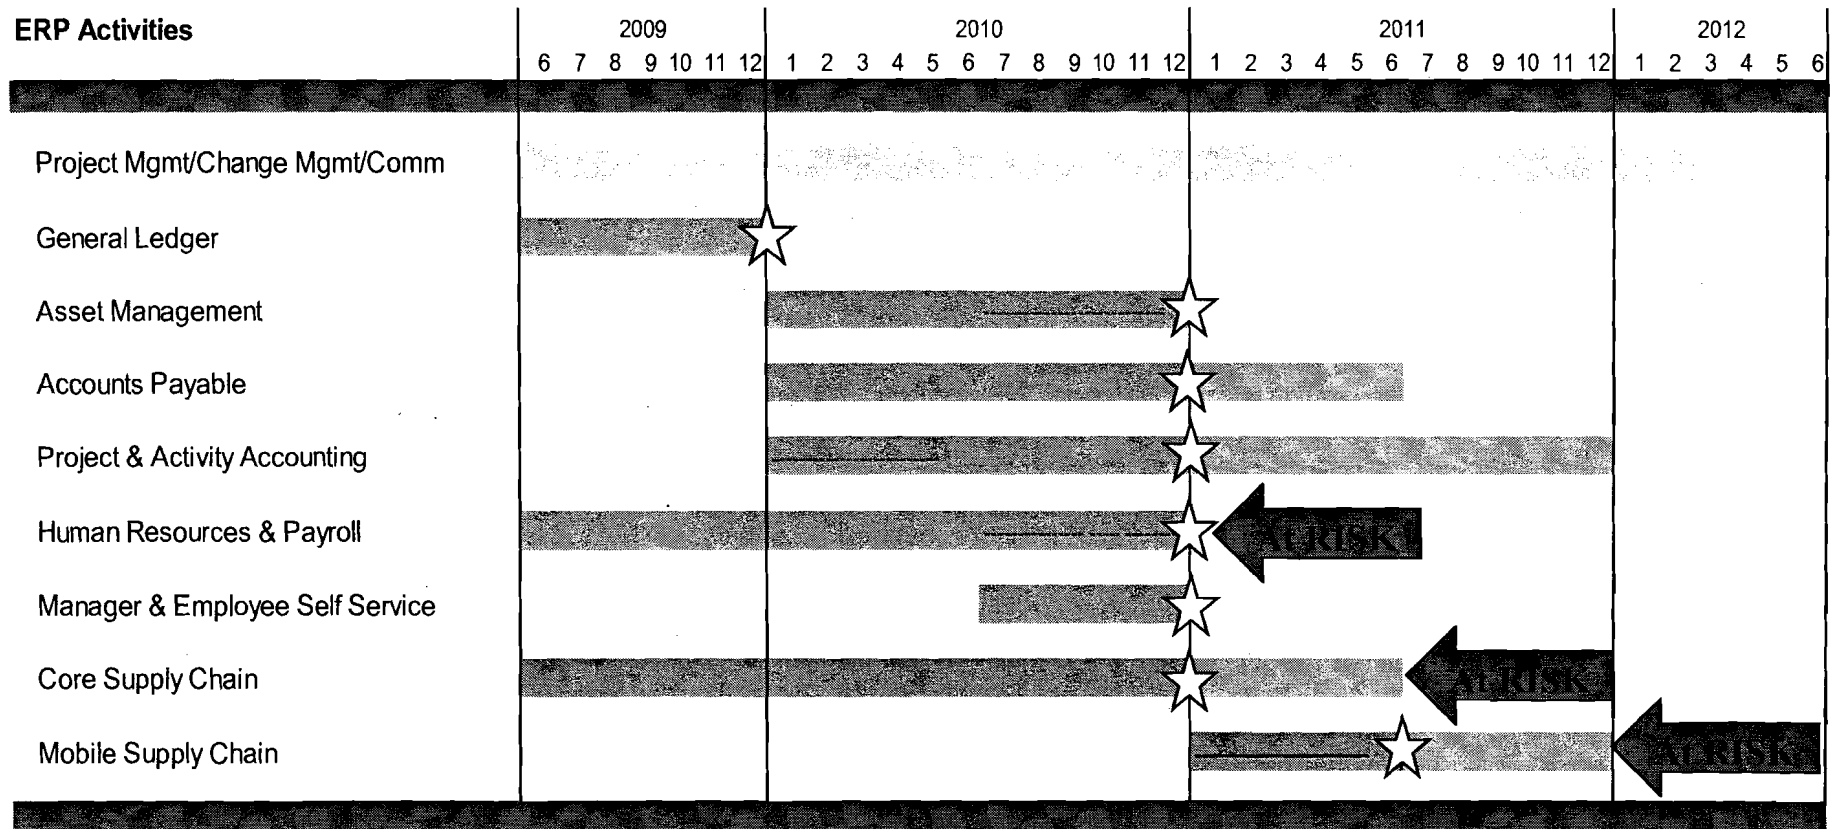 ERP Activities 2009 2010 2011 2012
6 7 8 9 10 11 12 1 2 3 4 5 6 7 8 9 10 11 12 1 2 3 4 5 6 7 8 9 10 11 12 1 2 3 4 5 6
Project Mgmt/Change Mgmt/Comm
General Ledger
Asset Management
Accounts Payable
Project & Activity Accounting
Human Resources & Payroll At RISK
Manager & Employee Self Service
Core Supply Chain At RISK
Mobile Supply Chain At RISK